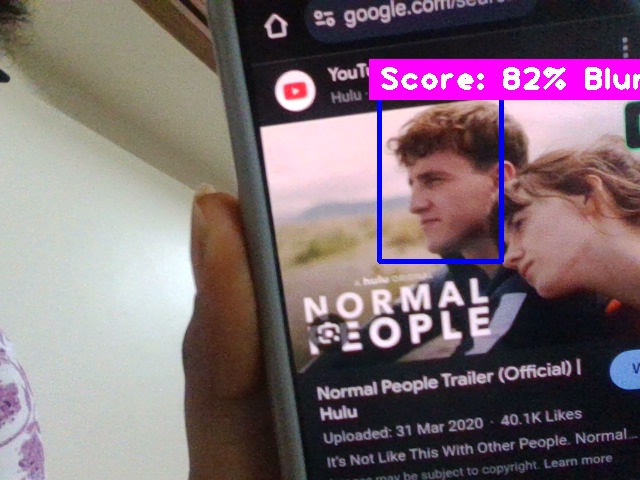 google.com/sear
YouTu
Score: 82% Blur
Hulu
a hulu ORIGINAL
NORMAL
PEOPLE
Normal People Trailer (Official) |
Hulu
Uploaded: 31 Mar 2020 · 40.1K Likes
It's Not Like This With Other People. Normal...
may be subject to copyright. Learn more